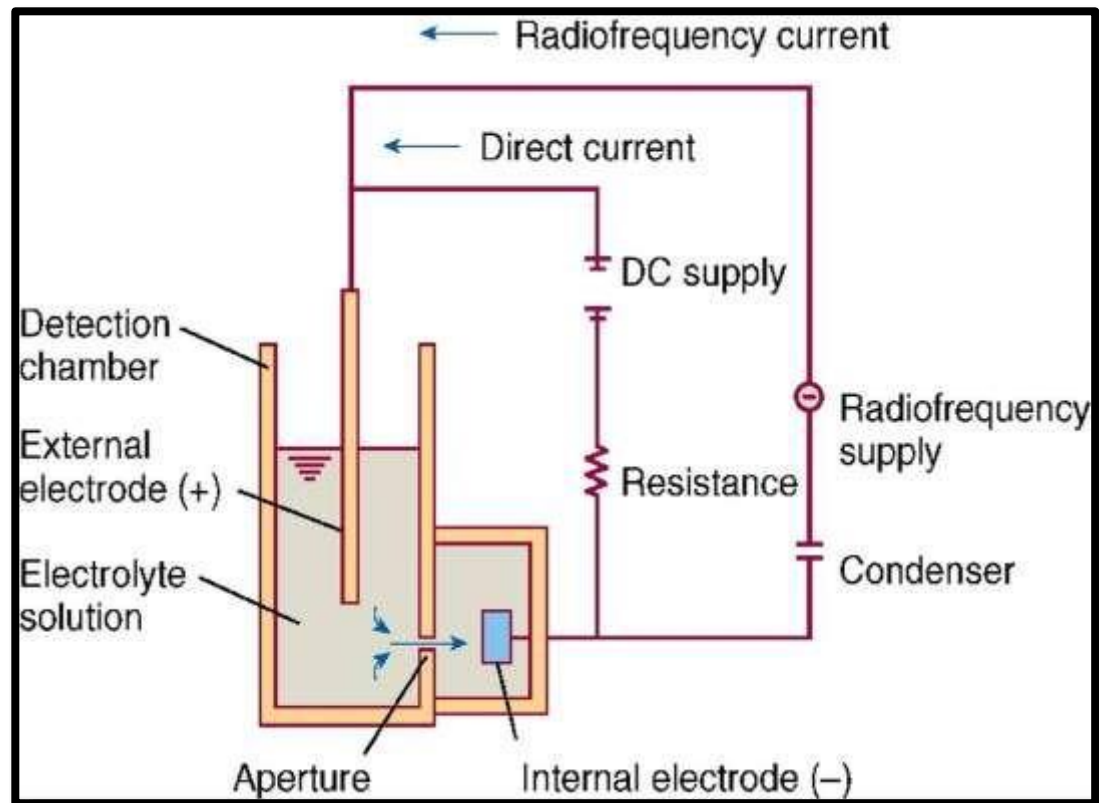 Radiofrequency current
Direct current
DC supply
Detection
chamber
Radiofrequency
supply
External
electrode (+)
Resistance
Condenser
Electrolyte
solution
Aperture
Internal electrode (–)